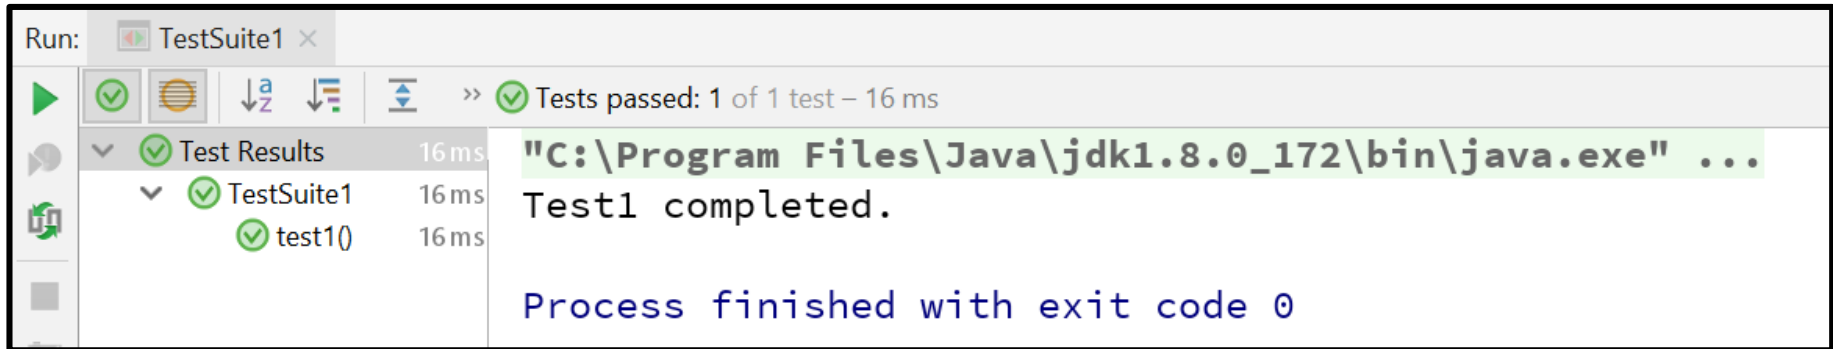 Run: TestSuite1
Tests passed: 1 of 1 test – 16 ms
Test Results 16 ms
TestSuite1 16 ms
test1() 16 ms
"C:\Program Files\Java\jdk1.8.0_172\bin\java.exe" ...
Test1 completed.
Process finished with exit code 0